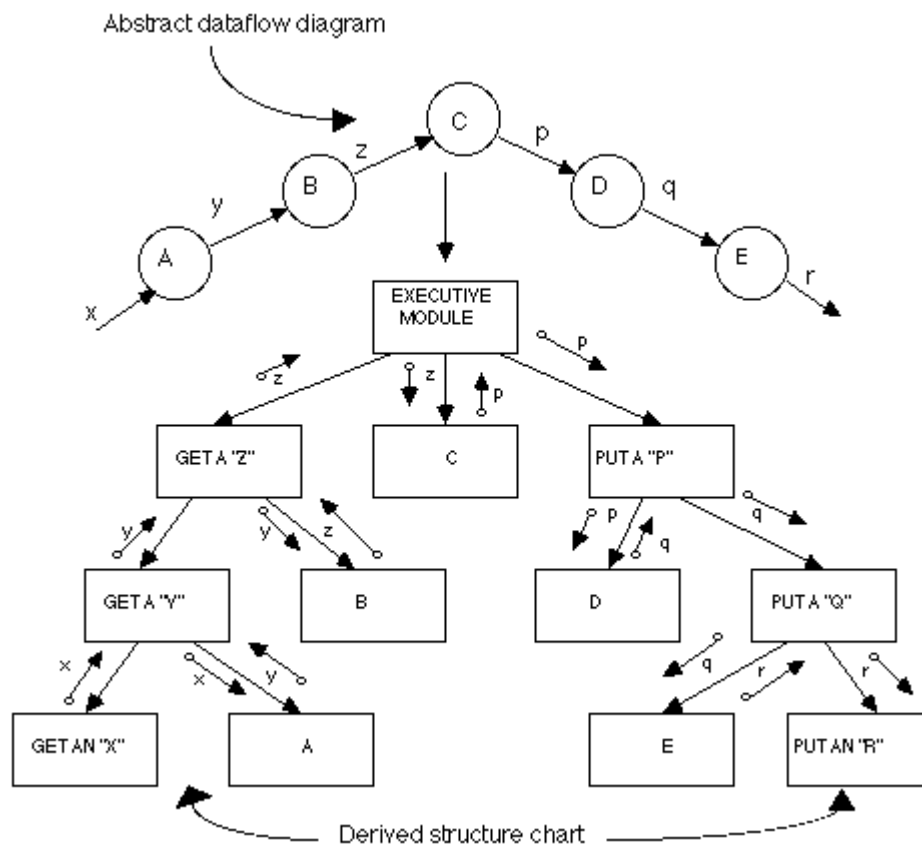 Abstract dataflow diagram
C
z
p
B
D
y
q
A
E
x
r
EXECUTIVE
MODULE
p
z
z
p
GET A "Z"
C
PUT A "P"
y
y
z
p
q
q
GET A "Y"
B
D
PUT A "Q"
x
x
y
q
r
r
GET AN "X"
A
E
PUT AN "R"
Derived structure chart